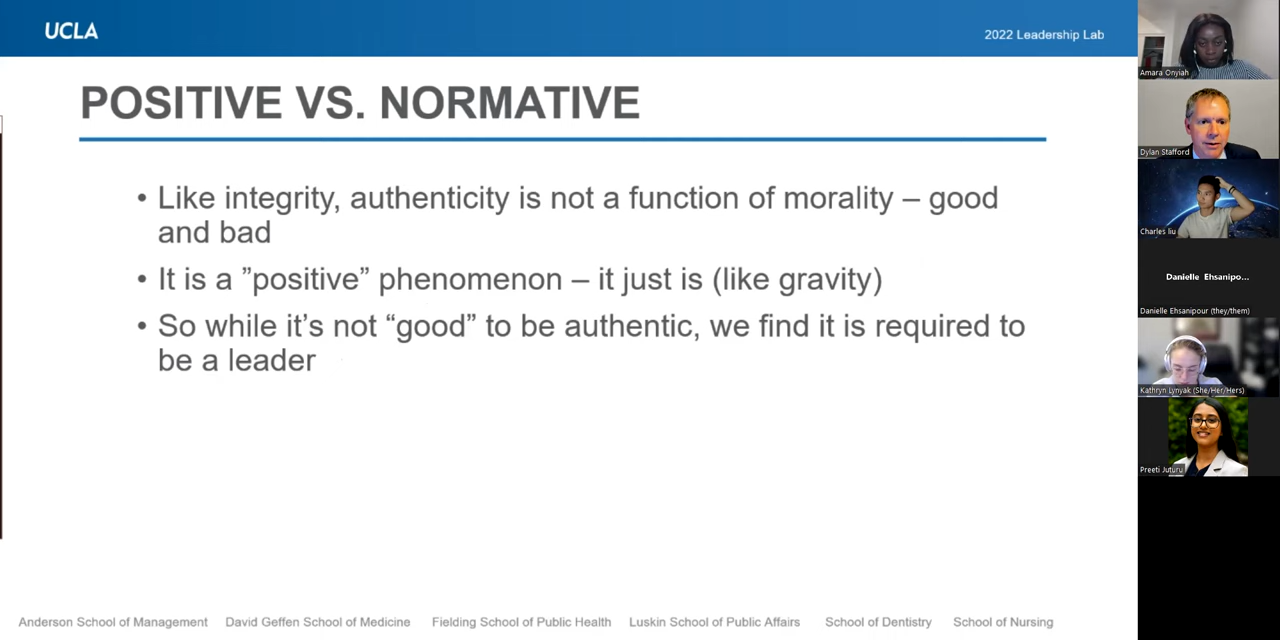 UCLA
2022 Leadership Lab
POSITIVE VS. NORMATIVE
• Like integrity, authenticity is not a function of morality – good
and bad
• It is a ”positive” phenomenon – it just is (like gravity)
• So while it’s not “good” to be authentic, we find it is required to
be a leader
Anderson School of Management David Geffen School of Medicine Fielding School of Public Health Luskin School of Public Affairs School of Dentistry School of Nursing
Amara Onyiah
Dylan Stafford
Charles liu
Danielle Ehsanipo...
Danielle Ehsanipour (they/them)
Kathryn Lynyak (She/Her/Hers)
Preeti Juturu